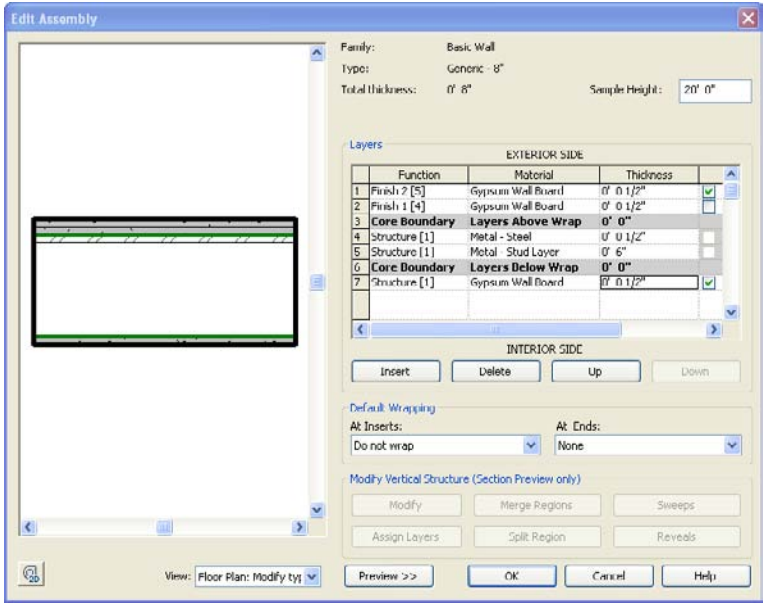 Edit Assembly
Family: Basic Wall
Type: Generic - 8"
Total thickness: 0' 8" Sample Height: 20' 0"
Layers
EXTERIOR SIDE
Function Material Thickness
1 Finish 2 [5] Gypsum Wall Board 0' 0 1/2"
2 Finish 1 [4] Gypsum Wall Board 0' 0 1/2"
3 Core Boundary Layers Above Wrap 0' 0"
4 Structure [1] Metal - Steel 0' 0 1/2"
5 Structure [1] Metal - Stud Layer 0' 6"
6 Core Boundary Layers Below Wrap 0' 0"
7 Structure [1] Gypsum Wall Board 0' 0 1/2"
INTERIOR SIDE
Insert Delete Up Down
Default Wrapping
At Inserts: At Ends:
Do not wrap None
Modify Vertical Structure (Section Preview only)
Modify Merge Regions Sweeps
Assign Layers Split Region Reveals
2D View: Floor Plan: Modify typ Preview >> OK Cancel Help